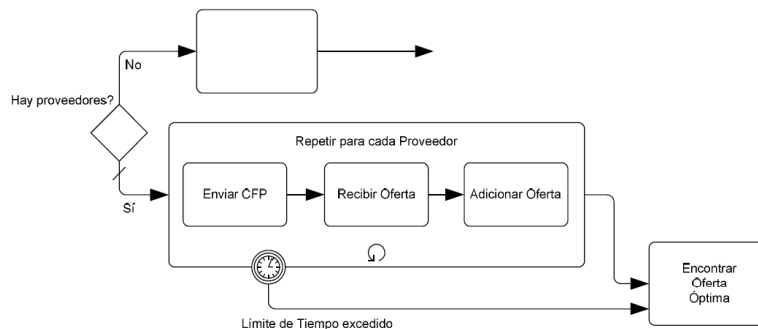 No
Hay proveedores?
Repetir para cada Proveedor
Enviar CFP
Recibir Oferta
Adicionar Oferta
Sí
Encontrar
Oferta
Óptima
Límite de Tiempo excedido